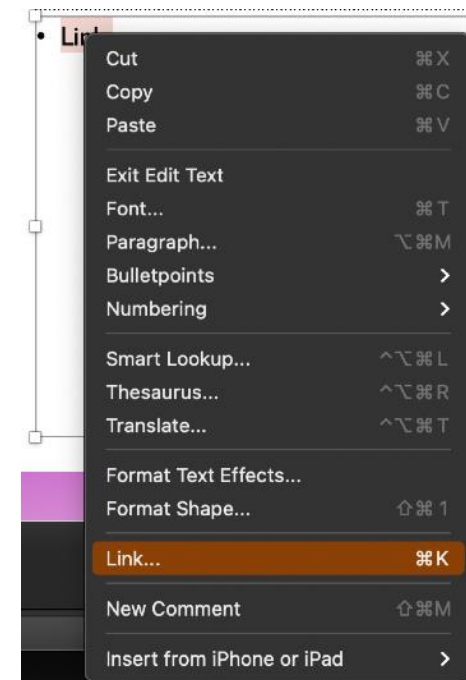 Cut ⌘X
Copy ⌘C
Paste ⌘V
Exit Edit Text
Font... ⌘T
Paragraph... ⌥⌘M
Bulletpoints >
Numbering >
Smart Lookup... ^⌥⌘L
Thesaurus... ^⌥⌘R
Translate... ^⌥⌘T
Format Text Effects...
Format Shape... ⇧⌘1
Link... ⌘K
New Comment ⇧⌘M
Insert from iPhone or iPad >